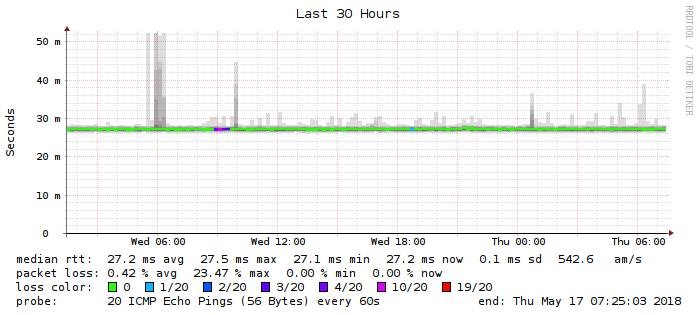 Last 30 Hours
RRDTOOL / TOBI OETIKER
Seconds
50 m
40 m
30 m
20 m
10 m
0
Wed 06:00 Wed 12:00 Wed 18:00 Thu 00:00 Thu 06:00
median rtt: 27.2 ms avg 27.5 ms max 27.1 ms min 27.2 ms now 0.1 ms sd 542.6 am/s
packet loss: 0.42 % avg 23.47 % max 0.00 % min 0.00 % now
loss color: 0 1/20 2/20 3/20 4/20 10/20 19/20
probe: 20 ICMP Echo Pings (56 Bytes) every 60s end: Thu May 17 07:25:03 2018